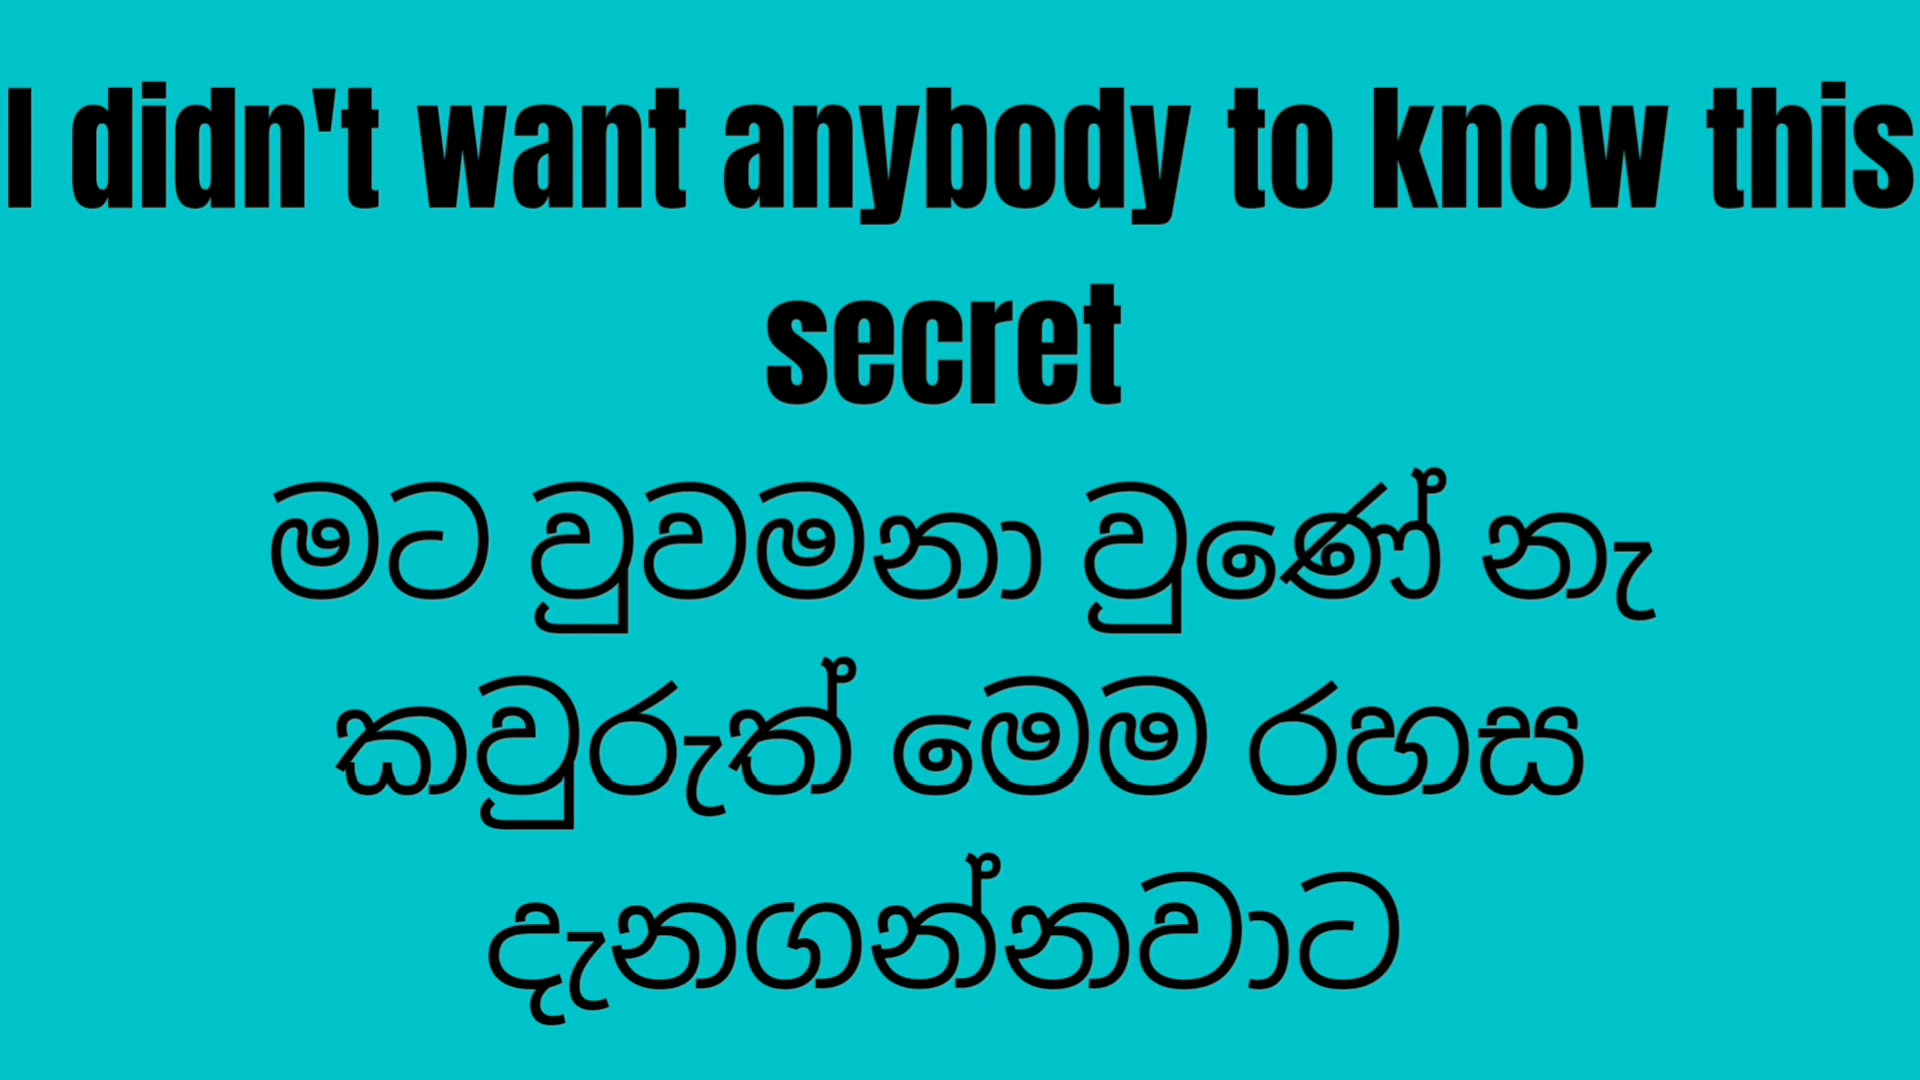 I didn't want anybody to know this
secret
මට වුවමනා වුණේ නැ
කවුරුත් මෙම රහස
දැනගන්නවාට